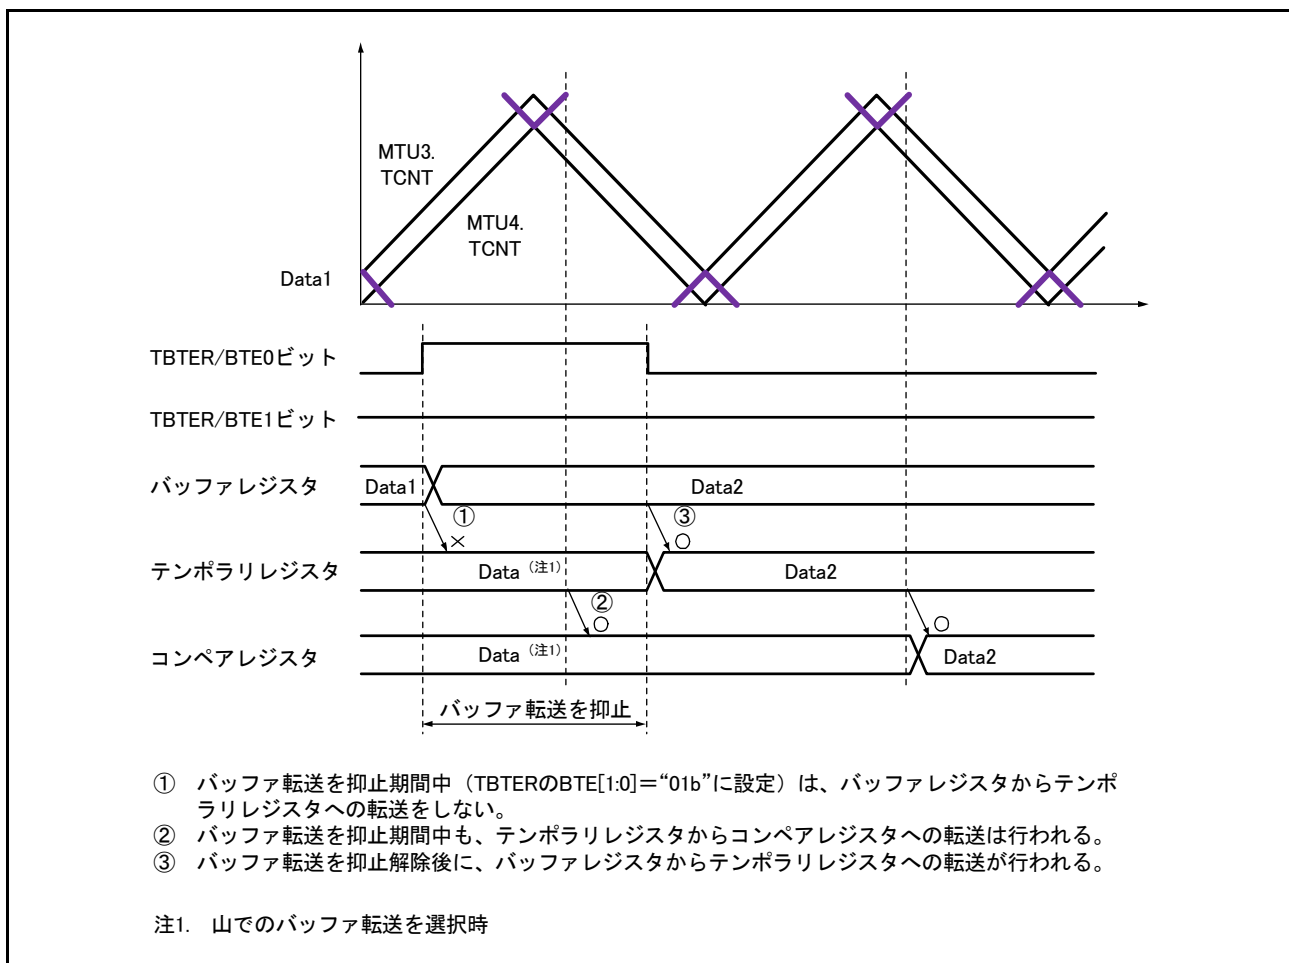 MTU3.
TCNT
MTU4.
TCNT
Data1
TBTER/BTE0ビット
TBTER/BTE1ビット
バッファレジスタ
Data1
Data2
①
×
③
○
テンポラリレジスタ
Data（注1）
Data2
②
○
○
コンペアレジスタ
Data（注1）
Data2
バッファ転送を抑止
① バッファ転送を抑止期間中（TBTERのBTE[1:0]＝“01b”に設定）は、バッファレジスタからテンポ
ラリレジスタへの転送をしない。
② バッファ転送を抑止期間中も、テンポラリレジスタからコンペアレジスタへの転送は行われる。
③ バッファ転送を抑止解除後に、バッファレジスタからテンポラリレジスタへの転送が行われる。
注1. 山でのバッファ転送を選択時